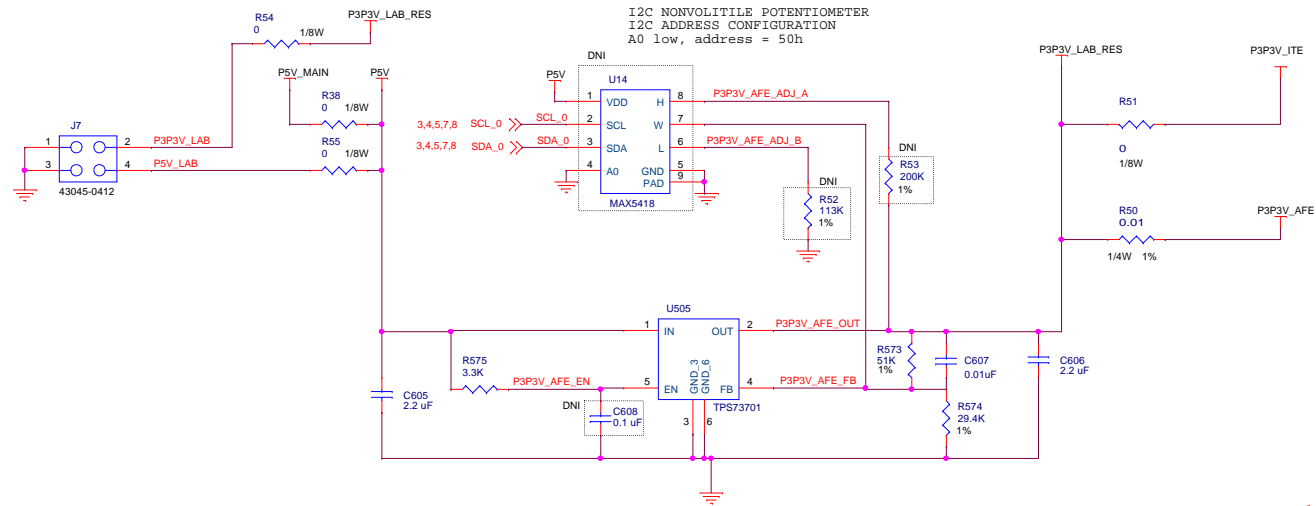 I2C NONVOLITILE POTENTIOMETER
I2C ADDRESS CONFIGURATION
A0 low, address = 50h
R54
0
1/8W
P3P3V_LAB_RES
P5V_MAIN
P5V
R38
0
1/8W
R55
0
1/8W
J7
1
2
3
4
P3P3V_LAB
P5V_LAB
43045-0412
DNI
U14
P5V
1
VDD
2
SCL
3
SDA
4
A0
H
8
W
7
L
6
GND
5
PAD
9
MAX5418
3,4,5,7,8
SCL_0
SCL_0
3,4,5,7,8
SDA_0
SDA_0
P3P3V_AFE_ADJ_A
P3P3V_AFE_ADJ_B
DNI
R53
200K
1%
DNI
R52
113K
1%
P3P3V_LAB_RES
P3P3V_ITE
R51
0
1/8W
R50
0.01
1/4W
1%
P3P3V_AFE
U505
1
IN
OUT
2
5
EN
FB
4
GND_3
GND_6
3
6
TPS73701
P3P3V_AFE_OUT
P3P3V_AFE_FB
P3P3V_AFE_EN
R575
3.3K
C605
2.2 uF
DNI
C608
0.1 uF
R573
51K
1%
C607
0.01uF
C606
2.2 uF
R574
29.4K
1%